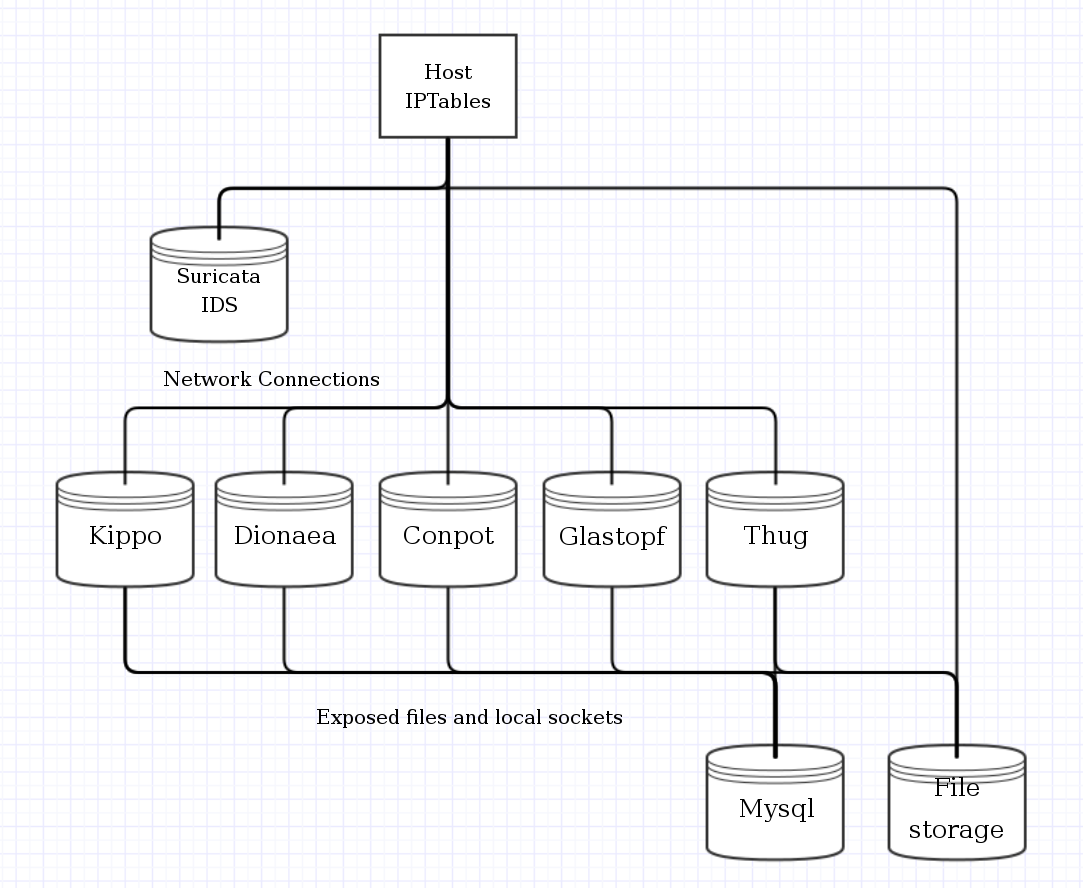 Host
IPTables
Suricata
IDS
Network Connections
Kippo
Dionaea
Conpot
Glastopf
Thug
Exposed files and local sockets
Mysql
File
storage